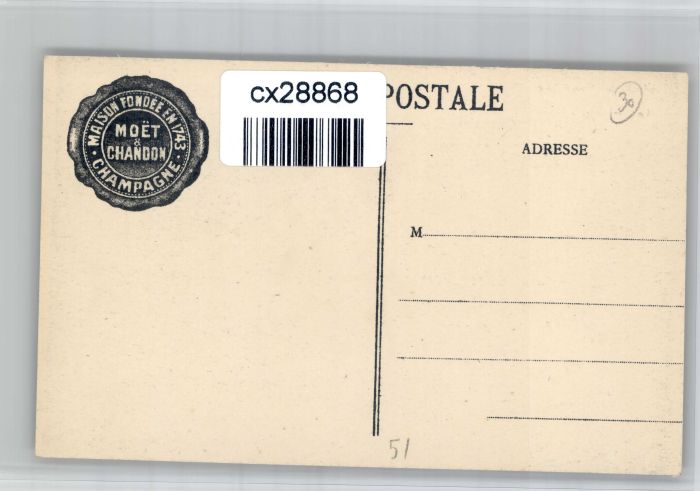 MAISON FONDÉE EN 1743
MOËT
&
CHANDON
CHAMPAGNE
cx28868
POSTALE
30
ADRESSE
M
51